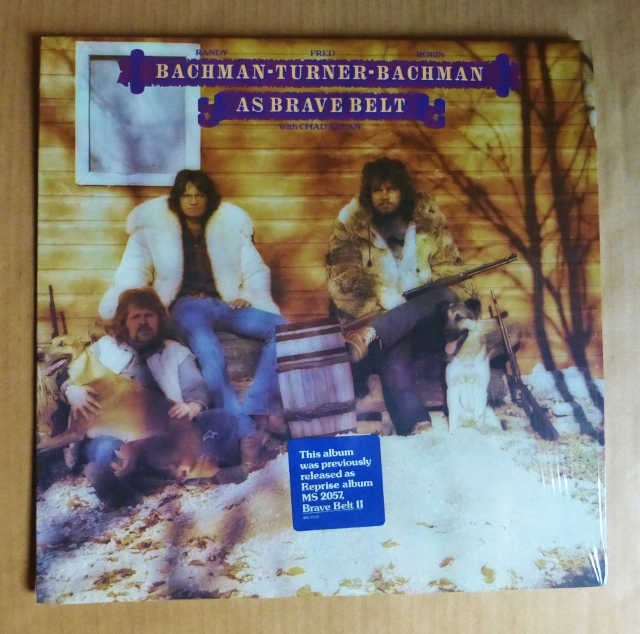 RANDY FRED ROBIN
BACHMAN-TURNER-BACHMAN
AS BRAVE BELT
with CHAD ALLAN
This album
was previously
released as
Reprise album
MS 2057,
Brave Belt II